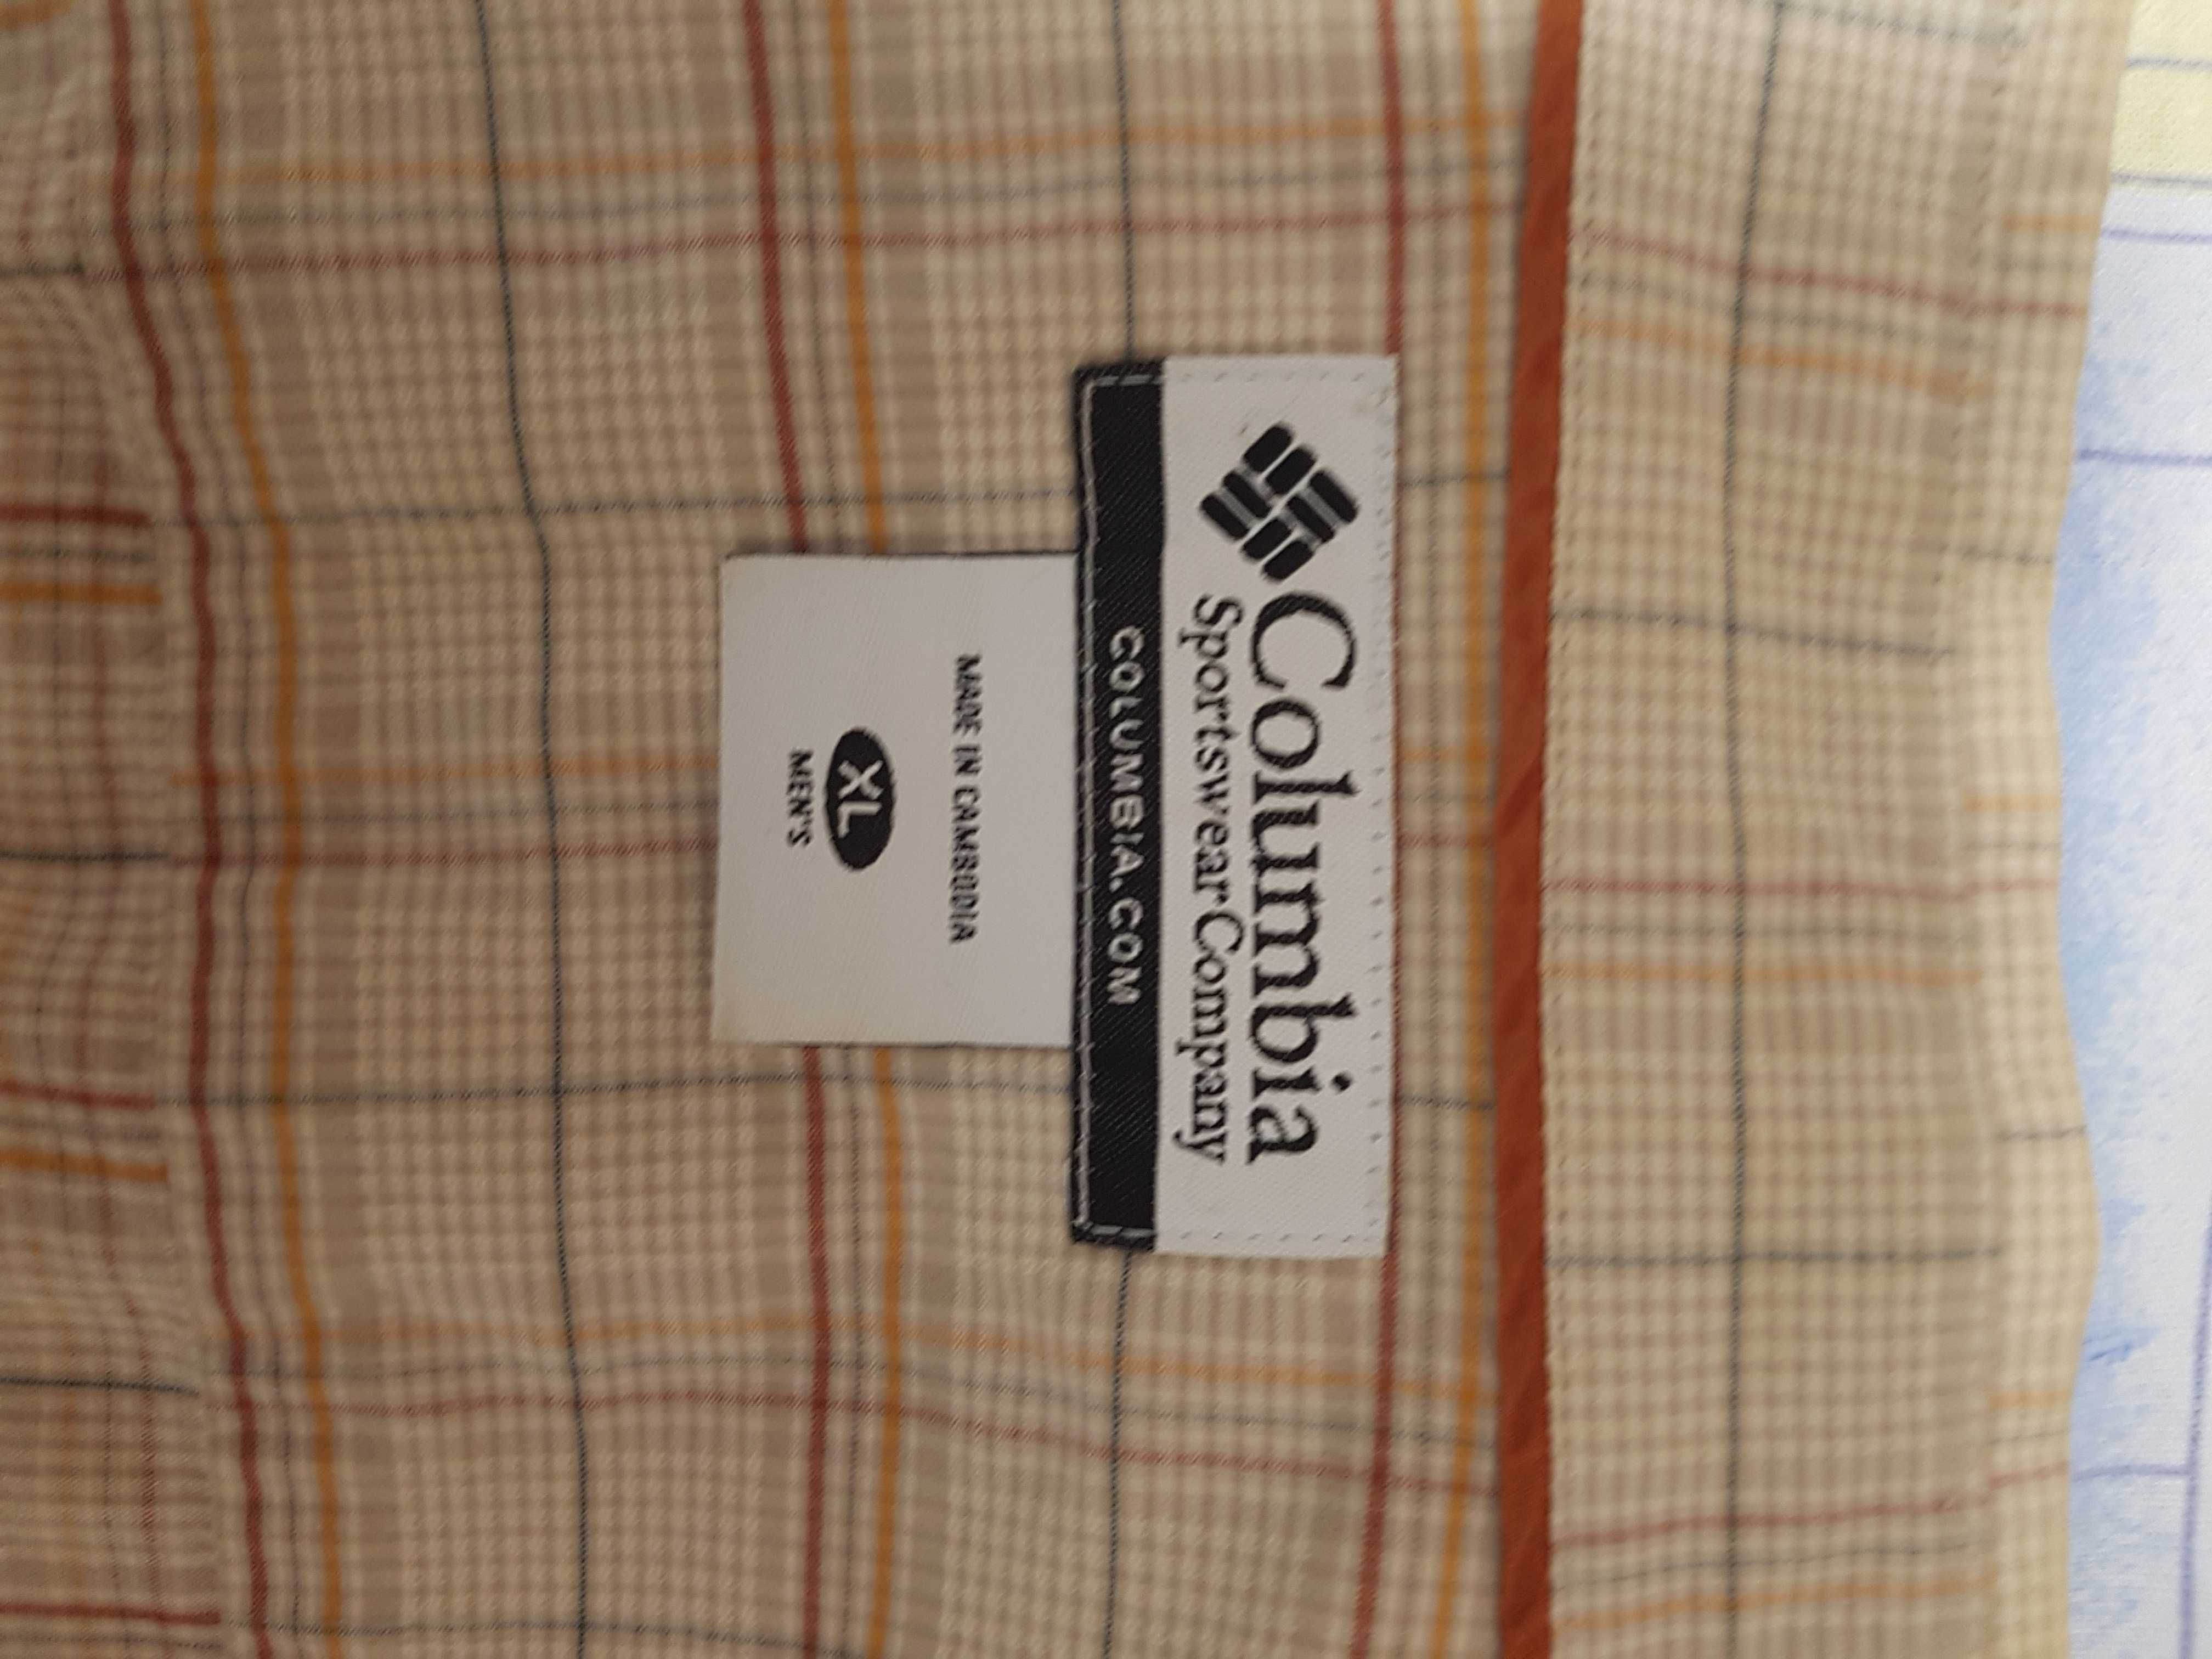 Columbia
Sportswear Company
COLUMBIA.COM
MADE IN CAMBODIA
XL
MEN'S